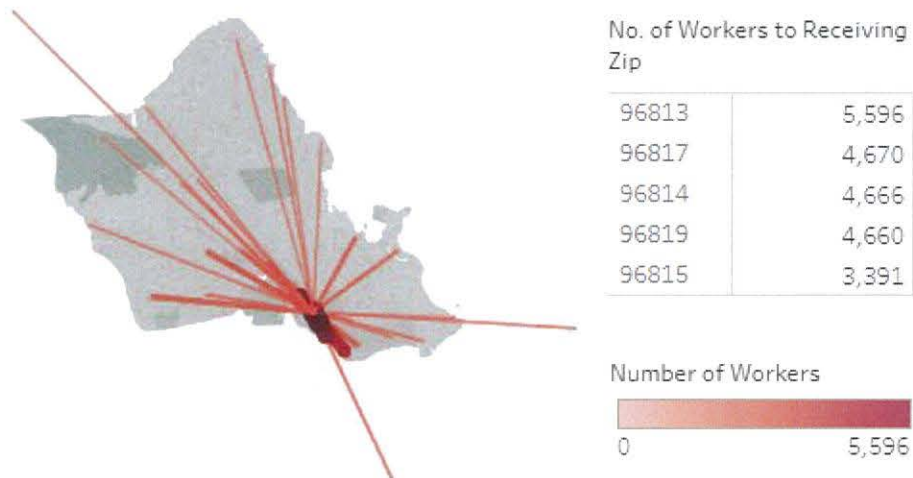 No. of Workers to Receiving
Zip
96813 5,596
96817 4,670
96814 4,666
96819 4,660
96815 3,391
Number of Workers
0 5,596